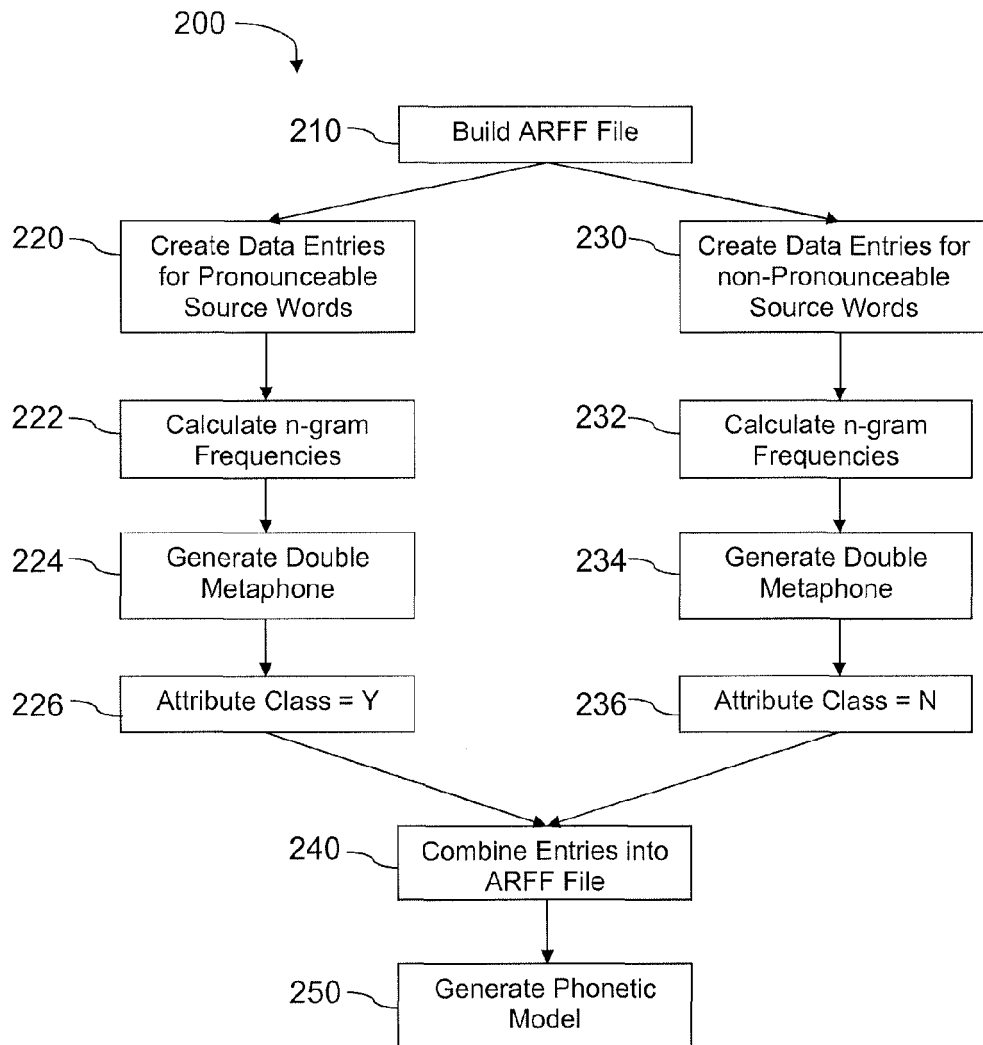 200
210
Build ARFF File
220
Create Data Entries
for Pronounceable
Source Words
230
Create Data Entries for
non-Pronounceable
Source Words
222
Calculate n-gram
Frequencies
232
Calculate n-gram
Frequencies
224
Generate Double
Metaphone
234
Generate Double
Metaphone
226
Attribute Class = Y
236
Attribute Class = N
240
Combine Entries into
ARFF File
250
Generate Phonetic
Model